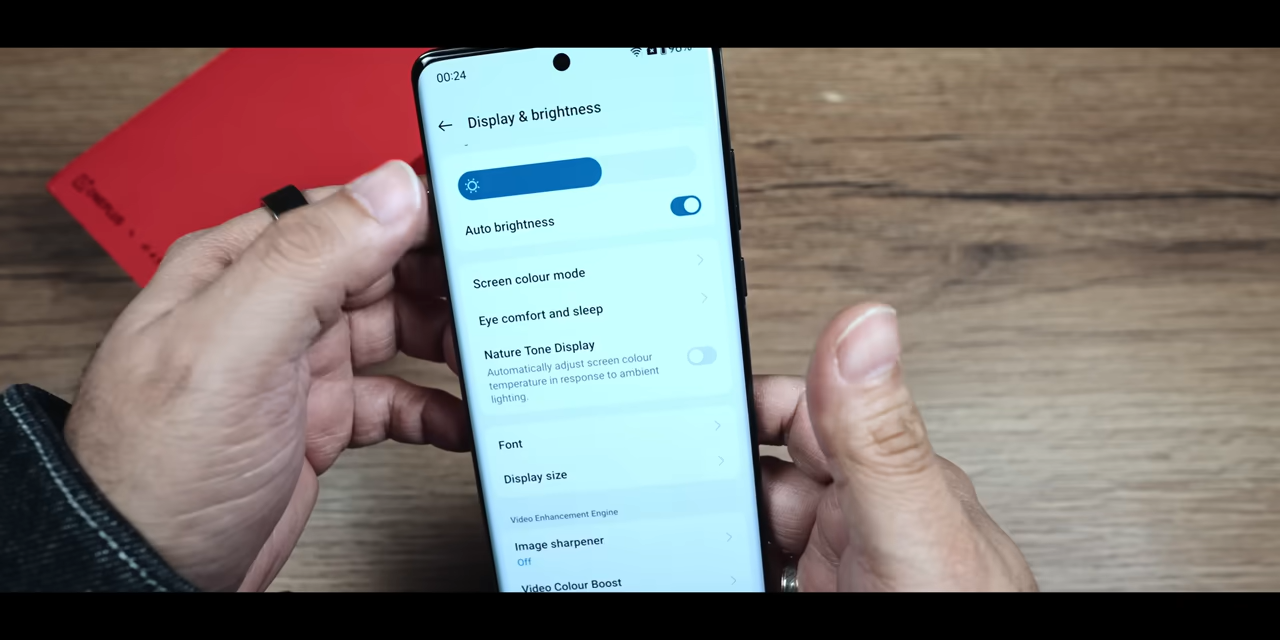 00:24
90%
Display & brightness
Auto brightness
Screen colour mode
Eye comfort and sleep
Nature Tone Display
Automatically adjust screen colour
temperature in response to ambient
lighting.
Font
Display size
Video Enhancement Engine
Image sharpener
Off
Video Colour Boost
ONEPLUS